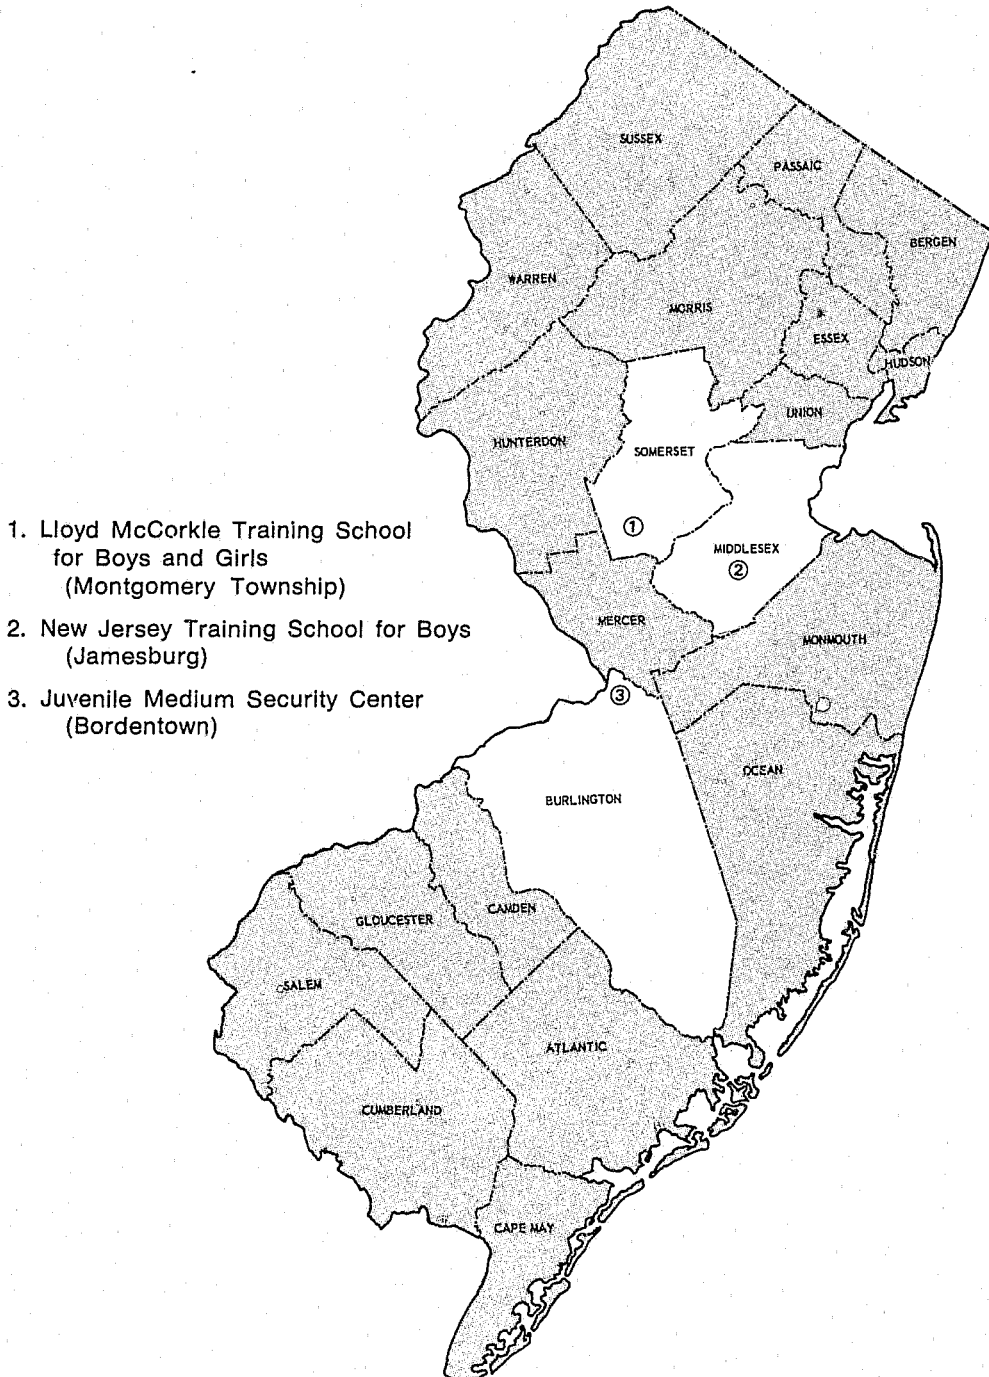 SUSSEX
PASSAIC
BERGEN
WARREN
MORRIS
ESSEX
HUDSON
UNION
HUNTERDON
SOMERSET
1
MIDDLESEX
2
MERCER
MONMOUTH
3
OCEAN
BURLINGTON
CAMDEN
GLOUCESTER
SALEM
ATLANTIC
CUMBERLAND
CAPE MAY
1. Lloyd McCorkle Training School
for Boys and Girls
(Montgomery Township)
2. New Jersey Training School for Boys
(Jamesburg)
3. Juvenile Medium Security Center
(Bordentown)